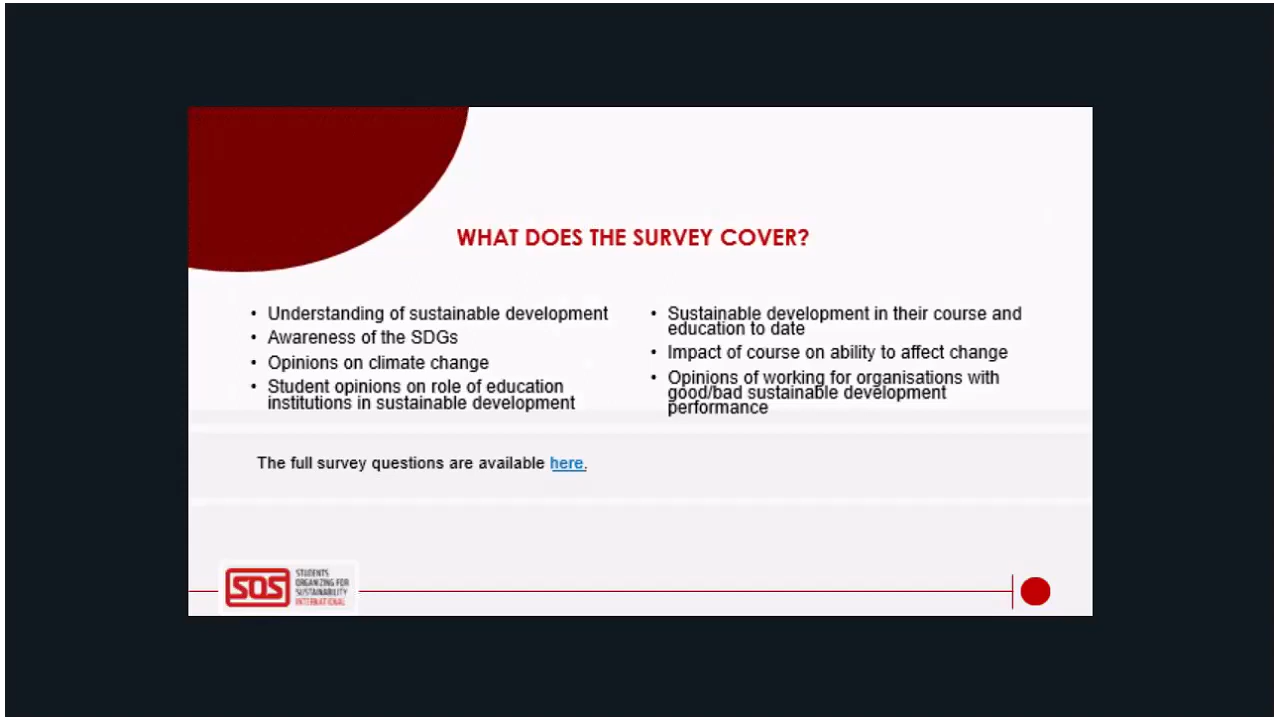 WHAT DOES THE SURVEY COVER?
• Understanding of sustainable development
• Awareness of the SDGs
• Opinions on climate change
• Student opinions on role of education
institutions in sustainable development
• Sustainable development in their course and
education to date
• Impact of course on ability to affect change
• Opinions of working for organisations with
good/bad sustainable development
performance
The full survey questions are available here.
SOS
STUDENTS
ORGANIZING FOR
SUSTAINABILITY
INTERNATIONAL